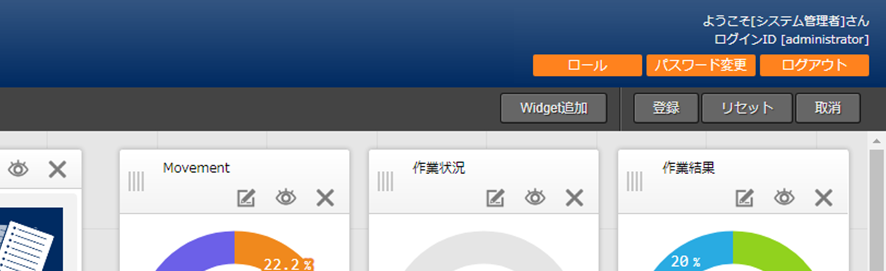 ようこそ[システム管理者]さん
ログインID [administrator]
ロール パスワード変更 ログアウト
Widget追加 登録 リセット 取消
Movement 作業状況 作業結果
22.2% 20%